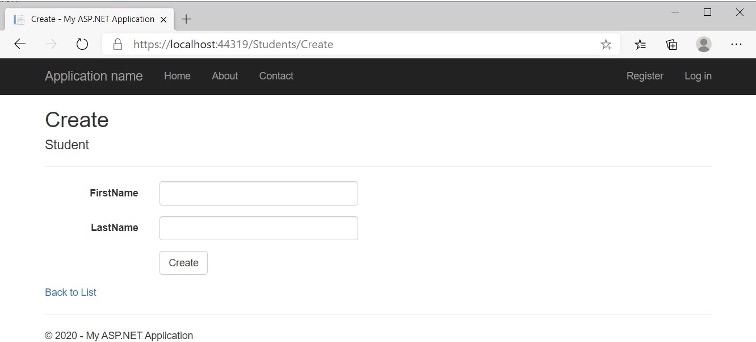 Create - My ASP.NET Application
https://localhost:44319/Students/Create
Application name Home About Contact Register Log in
Create
Student
FirstName
LastName
Create
Back to List
© 2020 - My ASP.NET Application